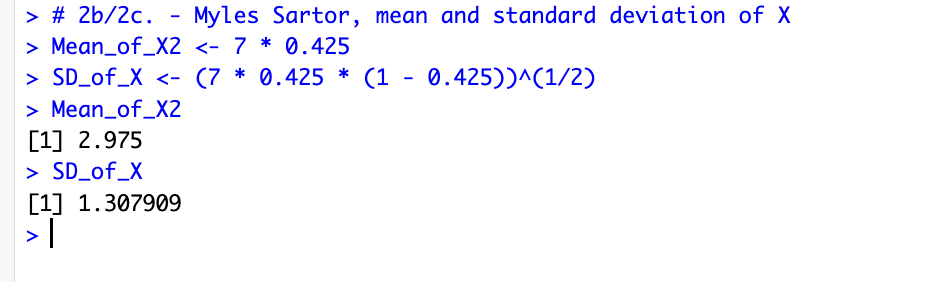 > # 2b/2c. - Myles Sartor, mean and standard deviation of X
> Mean_of_X2 <- 7 * 0.425
> SD_of_X <- (7 * 0.425 * (1 - 0.425))^(1/2)
> Mean_of_X2
[1] 2.975
> SD_of_X
[1] 1.307909
>